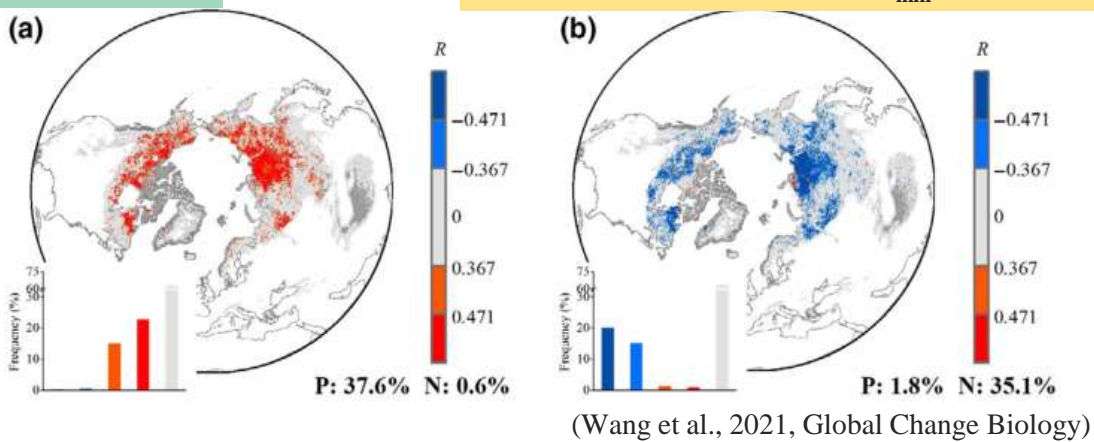 (a)
R
−0.471
−0.367
0
0.367
0.471
Frequency (%)
75
60
30
20
10
0
P: 37.6% N: 0.6%
(b)
R
−0.471
−0.367
0
0.367
0.471
Frequency (%)
75
60
30
20
10
0
P: 1.8% N: 35.1%
(Wang et al., 2021, Global Change Biology)